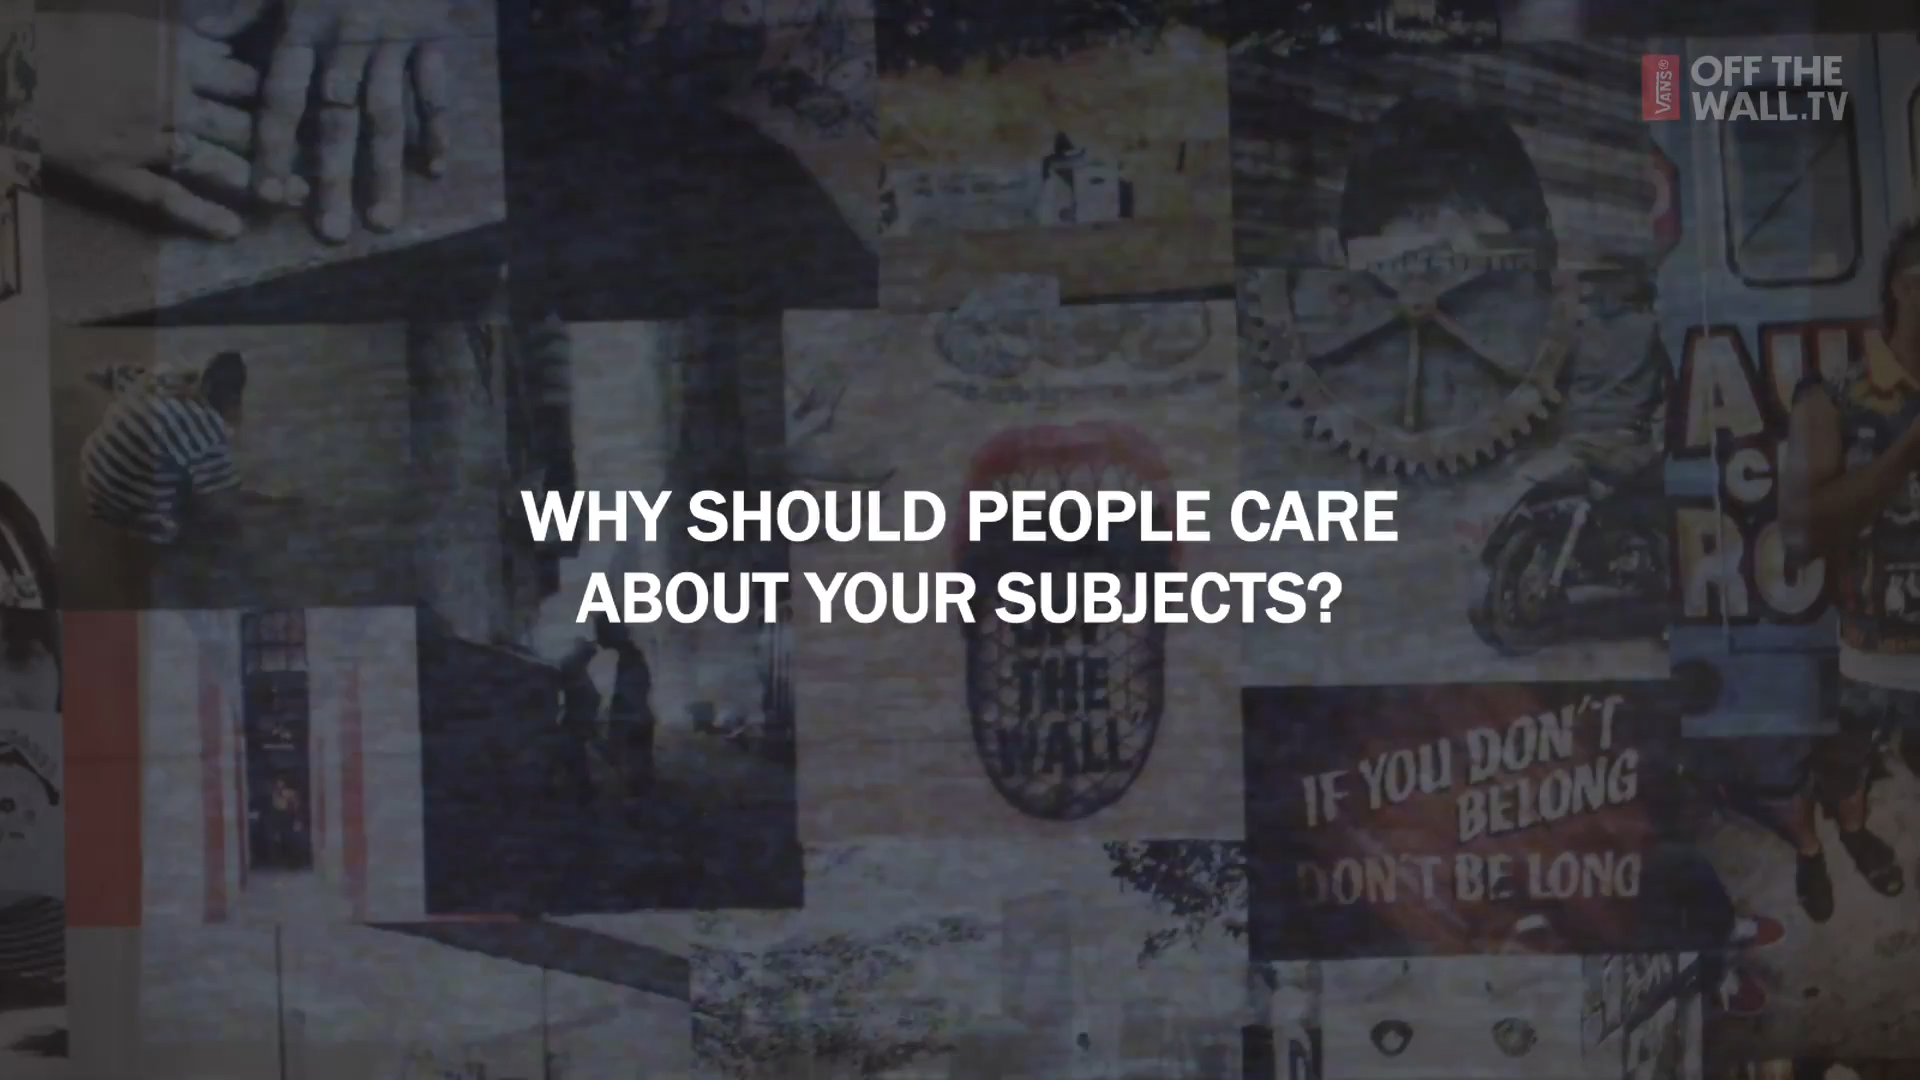 VANS®
OFF THE
WALL.TV
WHY SHOULD PEOPLE CARE
ABOUT YOUR SUBJECTS?
THE
WALL
IF YOU DON'T
BELONG
DON'T BE LONG